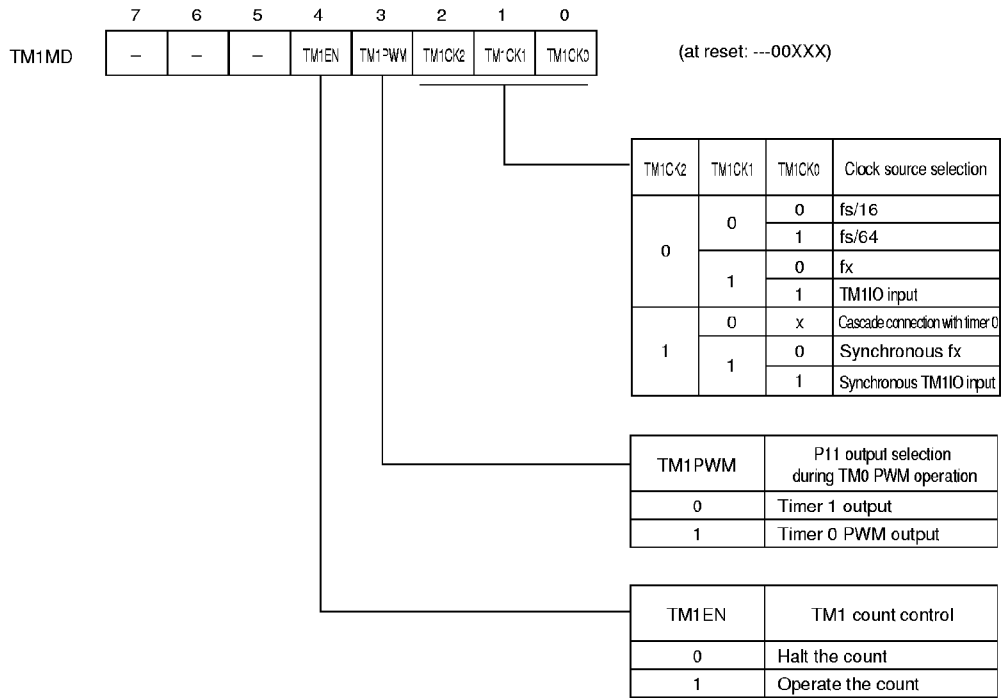 7 6 5 4 3 2 1 0
TM1MD – – – TM1EN TM1PWM TM1CK2 TM1CK1 TM1CK0 (at reset: ---00XXX)
TM1CK2 TM1CK1 TM1CK0 Clock source selection
0 0 0 fs/16
1 fs/64
1 0 fx
1 TM1IO input
1 0 x Cascade connection with timer 0
1 0 Synchronous fx
1 Synchronous TM1IO input
TM1PWM P11 output selection
during TM0 PWM operation
0 Timer 1 output
1 Timer 0 PWM output
TM1EN TM1 count control
0 Halt the count
1 Operate the count